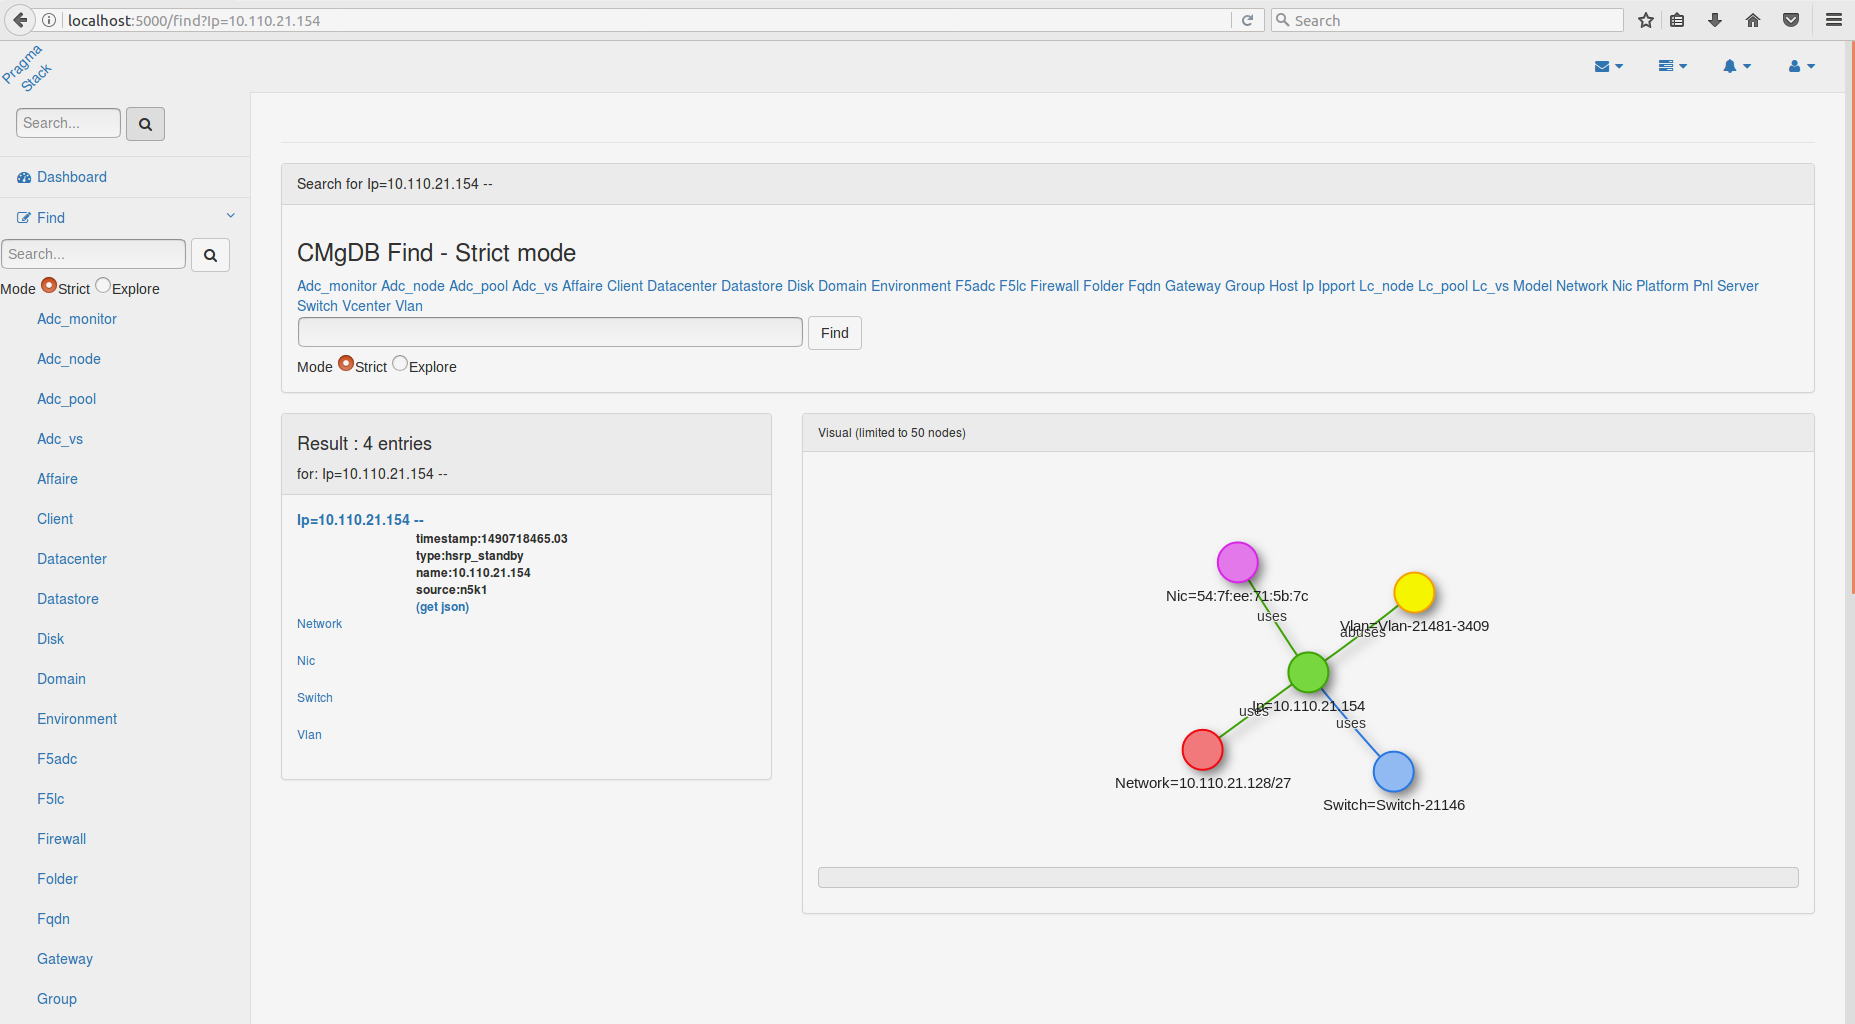 localhost:5000/find?Ip=10.110.21.154
Search
Pragma
Stack
Search...
Dashboard
Find
Search...
Mode Strict Explore
Adc_monitor
Adc_node
Adc_pool
Adc_vs
Affaire
Client
Datacenter
Datastore
Disk
Domain
Environment
F5adc
F5lc
Firewall
Folder
Fqdn
Gateway
Group
Search for Ip=10.110.21.154 --
CMgDB Find - Strict mode
Adc_monitor Adc_node Adc_pool Adc_vs Affaire Client Datacenter Datastore Disk Domain Environment F5adc F5lc Firewall Folder Fqdn Gateway Group Host Ip Ipport Lc_node Lc_pool Lc_vs Model Network Nic Platform Pnl Server
Switch Vcenter Vlan
Find
Mode Strict Explore
Result : 4 entries
for: Ip=10.110.21.154 --
Ip=10.110.21.154 --
timestamp:1490718465.03
type:hsrp_standby
name:10.110.21.154
source:n5k1
(get json)
Network
Nic
Switch
Vlan
Visual (limited to 50 nodes)
Nic=54:7f:ee:71:5b:7c
uses
Vlan=Vlan-21481-3409
abuses
Ip=10.110.21.154
uses
uses
Network=10.110.21.128/27
Switch=Switch-21146